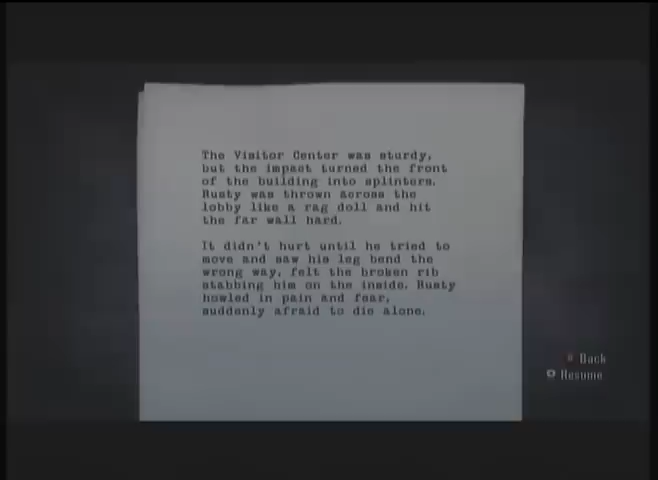 The Visitor Center was sturdy,
but the impact turned the front
of the building into splinters.
Rusty was thrown across the
lobby like a rag doll and hit
the far wall hard.
It didn't hurt until he tried to
move and saw his leg bend the
wrong way, felt the broken rib
stabbing him on the inside. Rusty
howled in pain and fear,
suddenly afraid to die alone.
Back
Resume